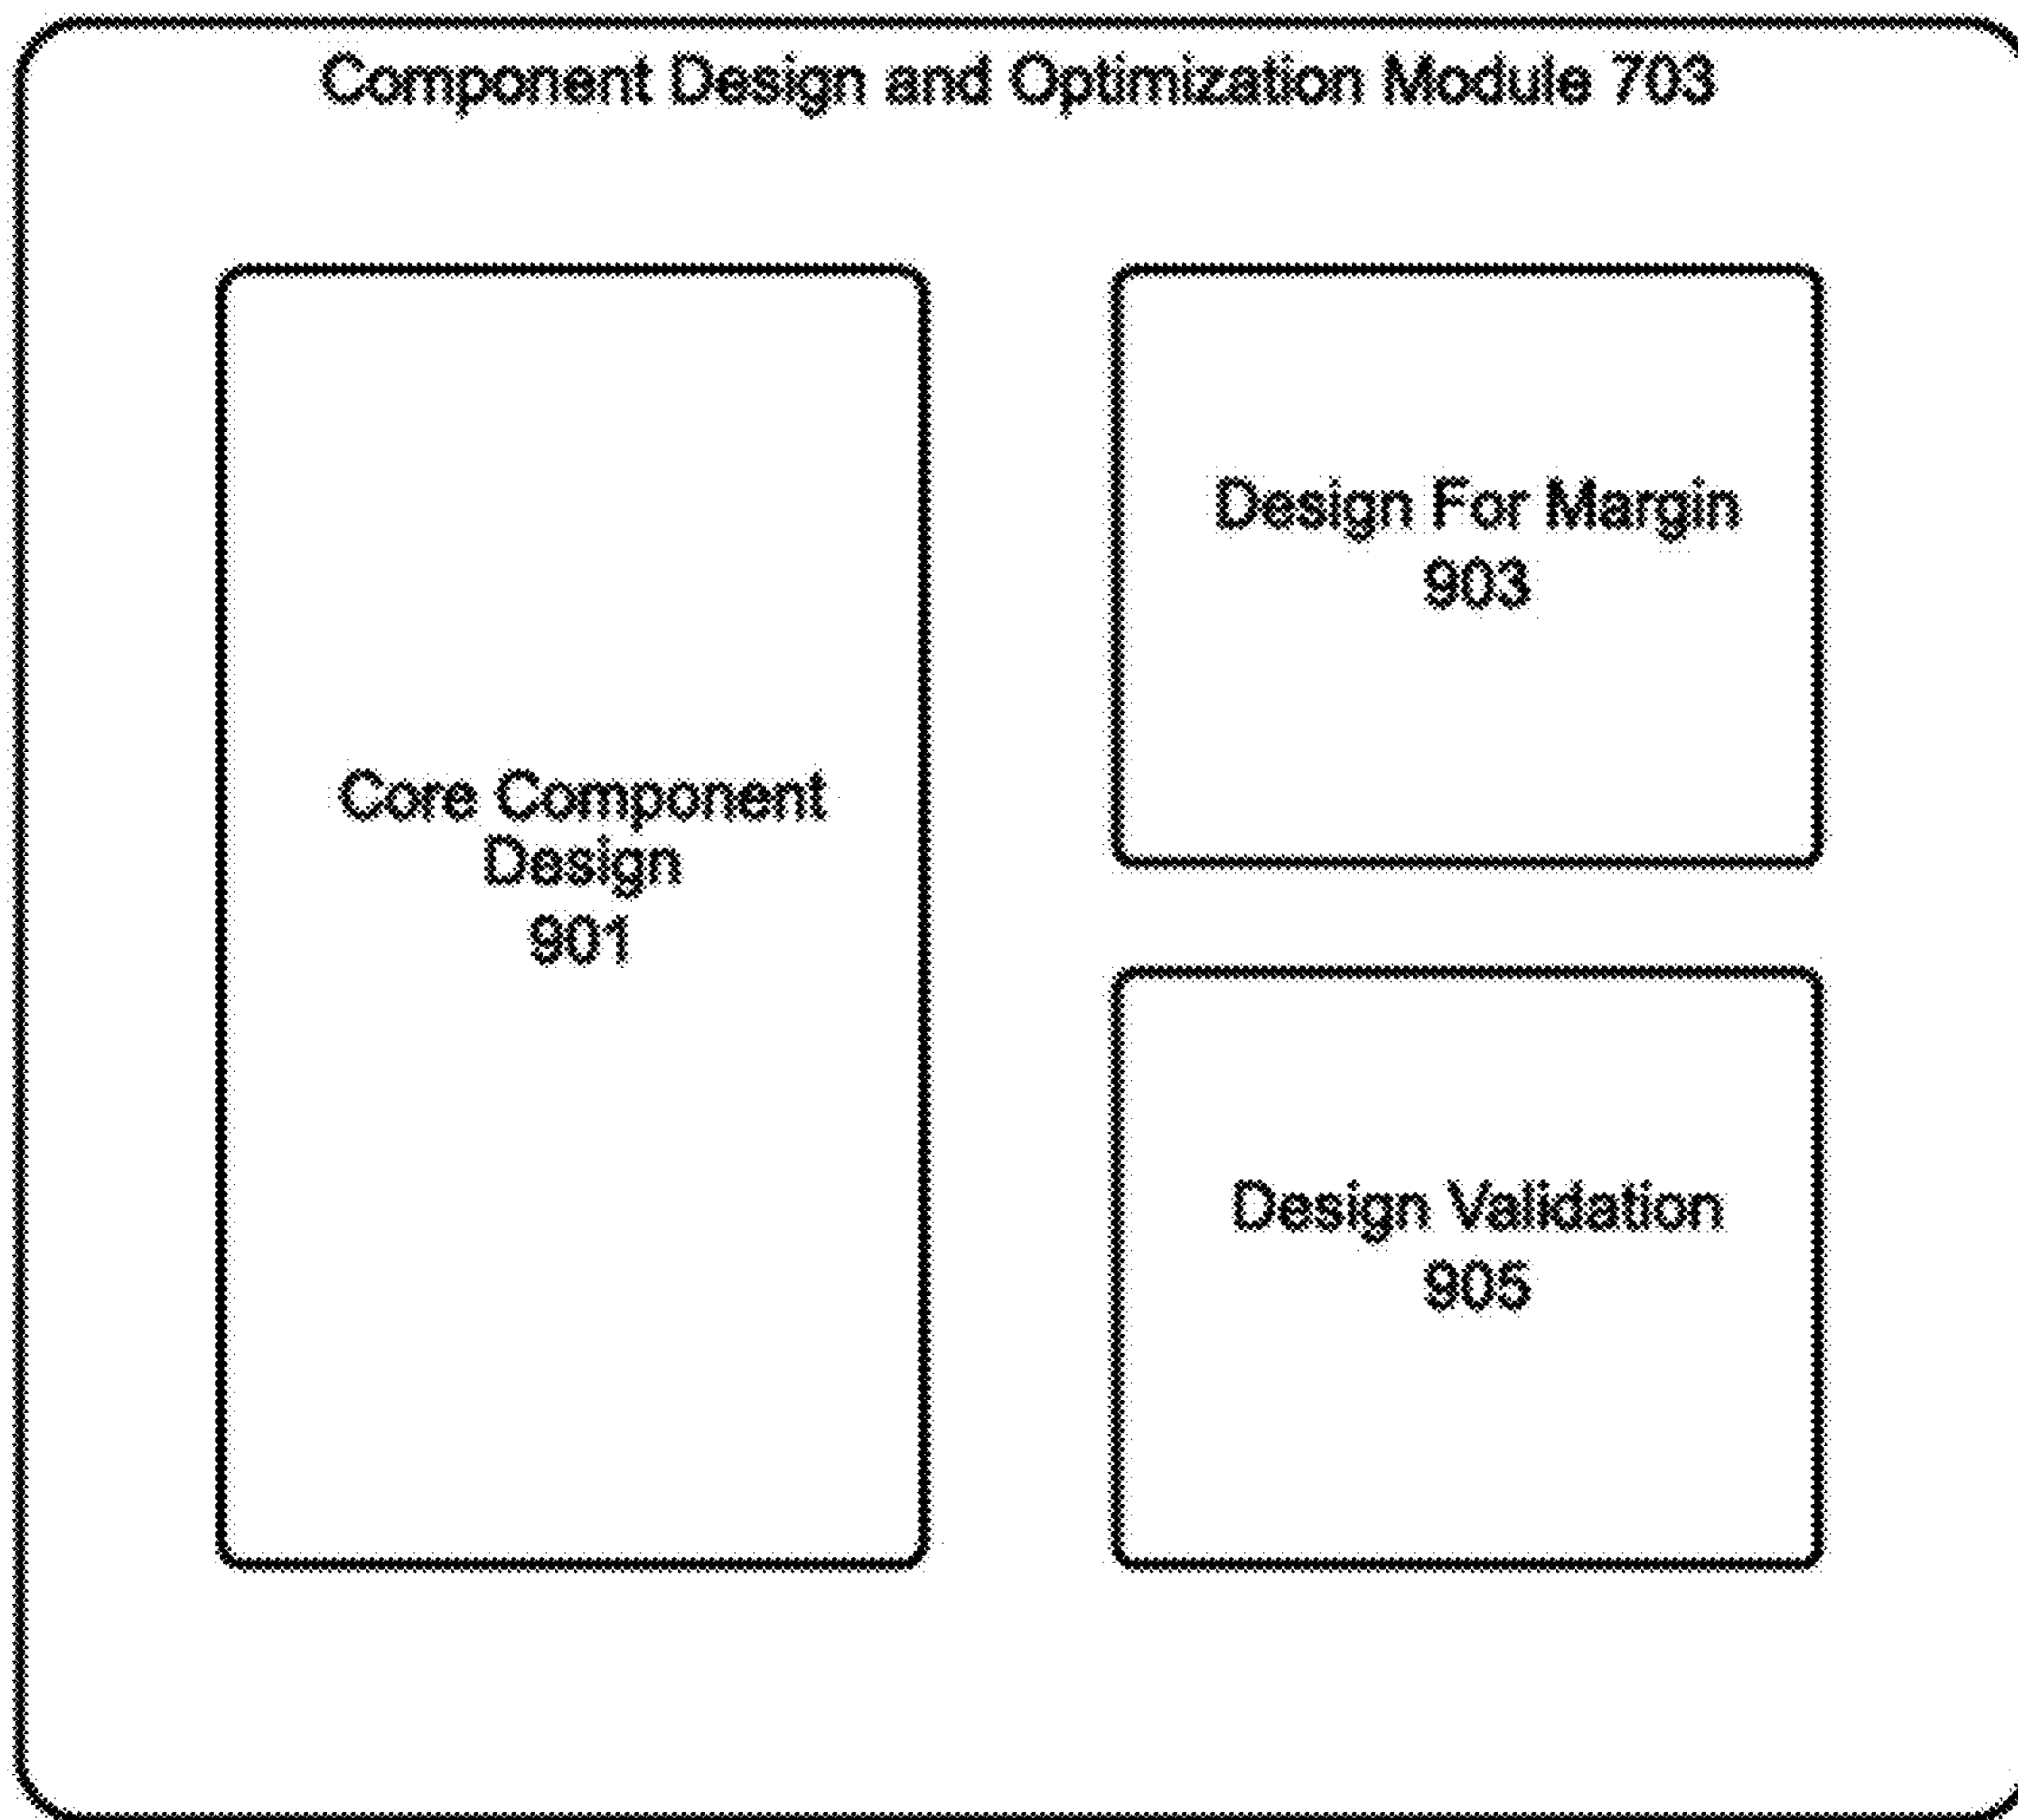 Component Design and Optimization Module 703
Core Component
Design
901
Design For Margin
903
Design Validation
905